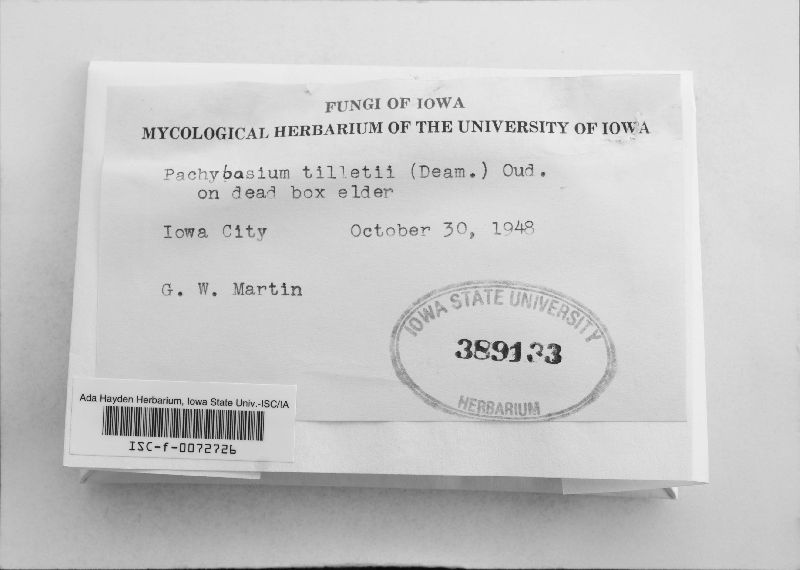 FUNGI OF IOWA
MYCOLOGICAL HERBARIUM OF THE UNIVERSITY OF IOWA
Pachybasium tilletii (Deam.) Oud.
on dead box elder
Iowa City October 30, 1948
G. W. Martin
IOWA STATE UNIVERSITY
389133
HERBARIUM
Ada Hayden Herbarium, Iowa State Univ.-ISC/IA
ISC-f-0072726